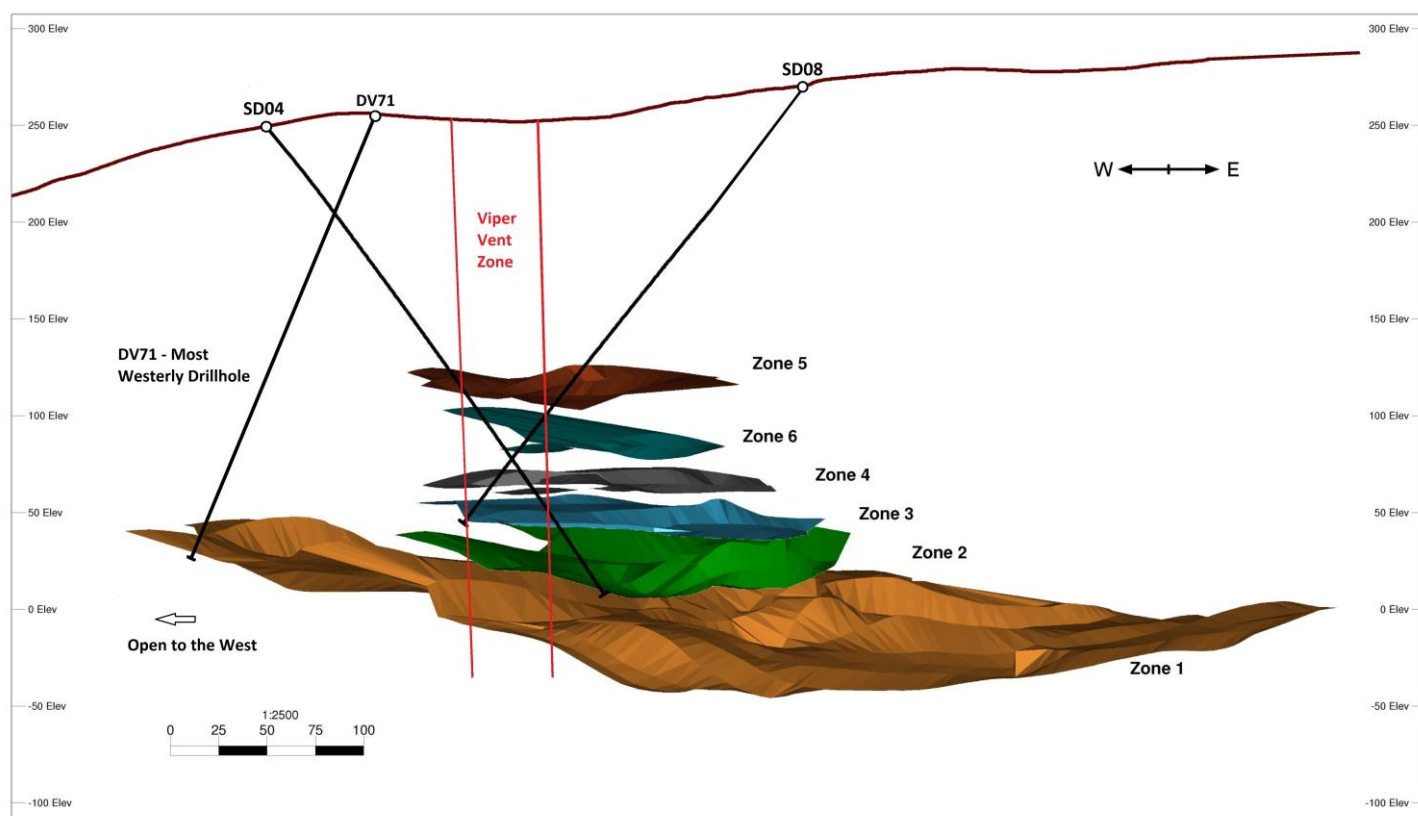 300 Elev
300 Elev
SD08
SD04
DV71
250 Elev
250 Elev
W
E
200 Elev
200 Elev
Viper
Vent
Zone
150 Elev
150 Elev
DV71 - Most
Westerly Drillhole
Zone 5
100 Elev
100 Elev
Zone 6
Zone 4
50 Elev
50 Elev
Zone 3
Zone 2
0 Elev
0 Elev
Open to the West
Zone 1
-50 Elev
-50 Elev
1:2500
0 25 50 75 100
-100 Elev
-100 Elev